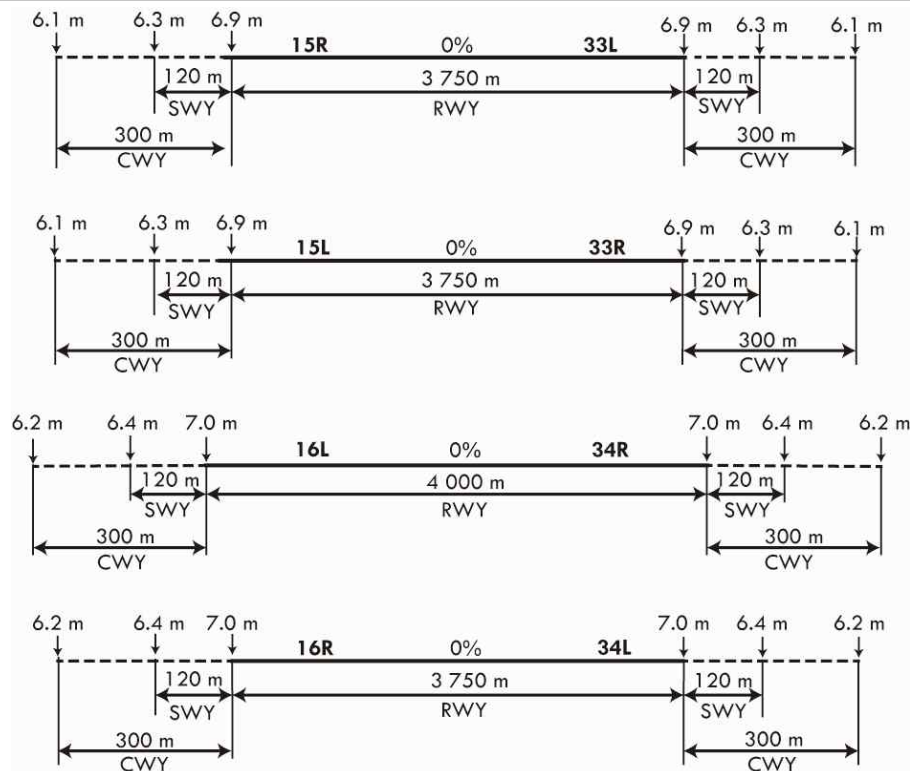 6.1 m 6.3 m 6.9 m 6.9 m 6.3 m 6.1 m
15R 0% 33L
120 m 3 750 m 120 m
SWY RWY SWY
300 m 300 m
CWY CWY
6.1 m 6.3 m 6.9 m 6.9 m 6.3 m 6.1 m
15L 0% 33R
120 m 3 750 m 120 m
SWY RWY SWY
300 m 300 m
CWY CWY
6.2 m 6.4 m 7.0 m 7.0 m 6.4 m 6.2 m
16L 0% 34R
120 m 4 000 m 120 m
SWY RWY SWY
300 m 300 m
CWY CWY
6.2 m 6.4 m 7.0 m 7.0 m 6.4 m 6.2 m
16R 0% 34L
120 m 3 750 m 120 m
SWY RWY SWY
300 m 300 m
CWY CWY